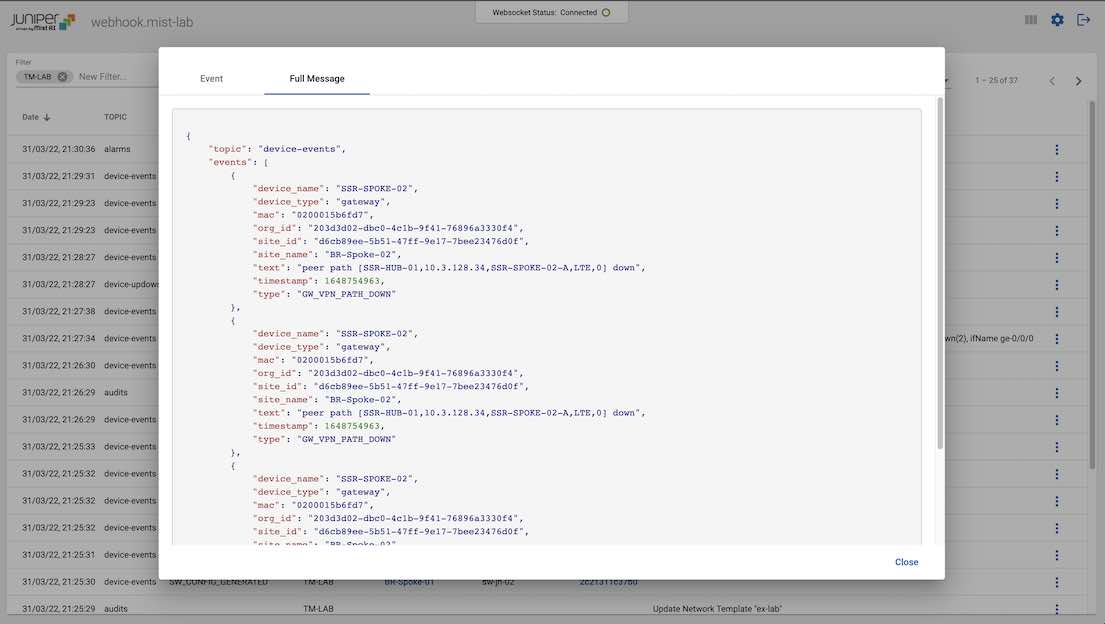 JUNIPER
driven by Mist AI
webhook.mist-lab
Websocket Status: Connected
Filter
TM-LAB
New Filter...
1 – 25 of 37
Date
TOPIC
31/03/22, 21:30:36 alarms
31/03/22, 21:29:31 device-events
31/03/22, 21:29:23 device-events
31/03/22, 21:29:23 device-events
31/03/22, 21:28:27 device-events
31/03/22, 21:28:27 device-updown
31/03/22, 21:27:38 device-events
31/03/22, 21:27:34 device-events wn(2), ifName ge-0/0/0
31/03/22, 21:26:30 device-events
31/03/22, 21:26:29 audits
31/03/22, 21:26:29 device-events
31/03/22, 21:25:33 device-events
31/03/22, 21:25:32 device-events
31/03/22, 21:25:32 device-events
31/03/22, 21:25:32 device-events
31/03/22, 21:25:31 device-events
31/03/22, 21:25:30 device-events SW_CONFIG_GENERATED TM-LAB BR-Spoke-01 sw-jn-02
31/03/22, 21:25:29 audits TM-LAB Update Network Template "ex-lab"
Event
Full Message
{
"topic": "device-events",
"events": [
{
"device_name": "SSR-SPOKE-02",
"device_type": "gateway",
"mac": "0200015b6fd7",
"org_id": "203d3d02-dbc0-4c1b-9f41-76896a3330f4",
"site_id": "d6cb89ee-5b51-47ff-9e17-7bee23476d0f",
"site_name": "BR-Spoke-02",
"text": "peer path [SSR-HUB-01,10.3.128.34,SSR-SPOKE-02-A,LTE,0] down",
"timestamp": 1648754963,
"type": "GW_VPN_PATH_DOWN"
},
{
"device_name": "SSR-SPOKE-02",
"device_type": "gateway",
"mac": "0200015b6fd7",
"org_id": "203d3d02-dbc0-4c1b-9f41-76896a3330f4",
"site_id": "d6cb89ee-5b51-47ff-9e17-7bee23476d0f",
"site_name": "BR-Spoke-02",
"text": "peer path [SSR-HUB-01,10.3.128.34,SSR-SPOKE-02-A,LTE,0] down",
"timestamp": 1648754963,
"type": "GW_VPN_PATH_DOWN"
},
{
"device_name": "SSR-SPOKE-02",
"device_type": "gateway",
"mac": "0200015b6fd7",
"org_id": "203d3d02-dbc0-4c1b-9f41-76896a3330f4",
"site_id": "d6cb89ee-5b51-47ff-9e17-7bee23476d0f",
"site_name": "BR-Spoke-02",
Close